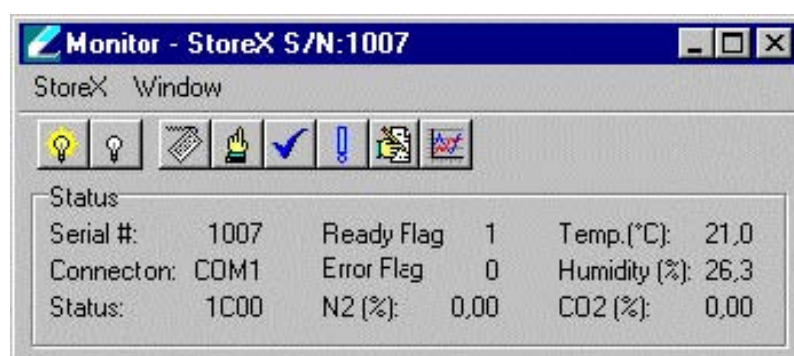 Monitor - StoreX S/N:1007
StoreX Window
Status
Serial #: 1007 Ready Flag 1 Temp.(°C): 21,0
Connecton: COM1 Error Flag 0 Humidity (%): 26,3
Status: 1C00 N2 (%): 0,00 CO2 (%): 0,00